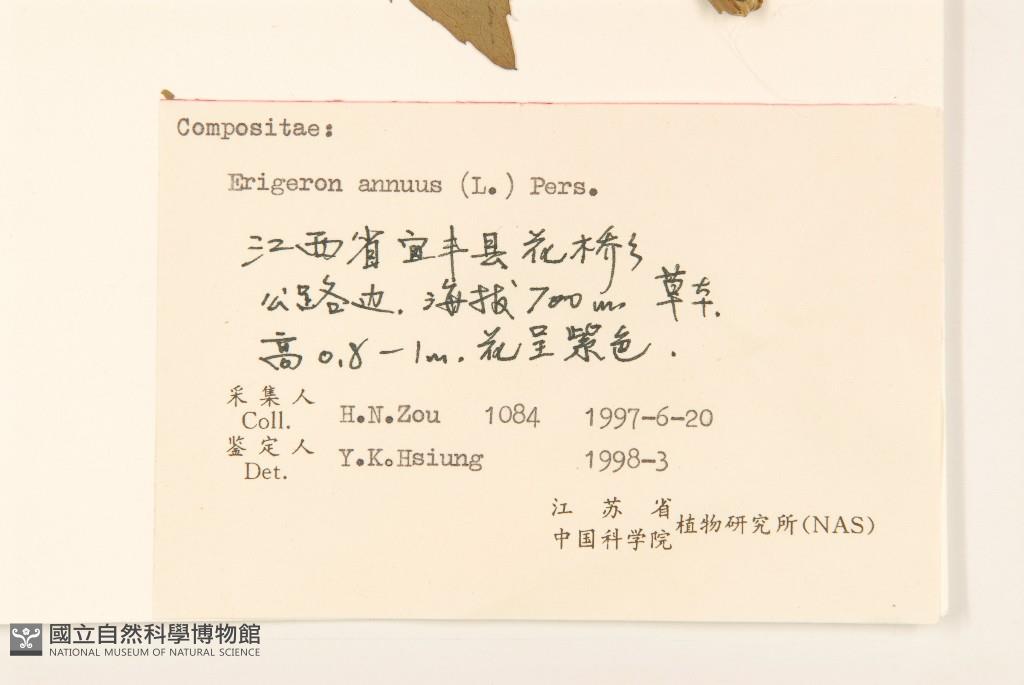 Compositae:
Erigeron annuus (L.) Pers.
江西省宜丰县花桥乡
公路边. 海拔700m 草本.
高0.8-1m. 花呈紫色.
采集人 H.N.Zou 1084 1997-6-20
Coll.
鉴定人 Y.K.Hsiung 1998-3
Det.
江苏省
中国科学院 植物研究所(NAS)
國立自然科學博物館
NATIONAL MUSEUM OF NATURAL SCIENCE